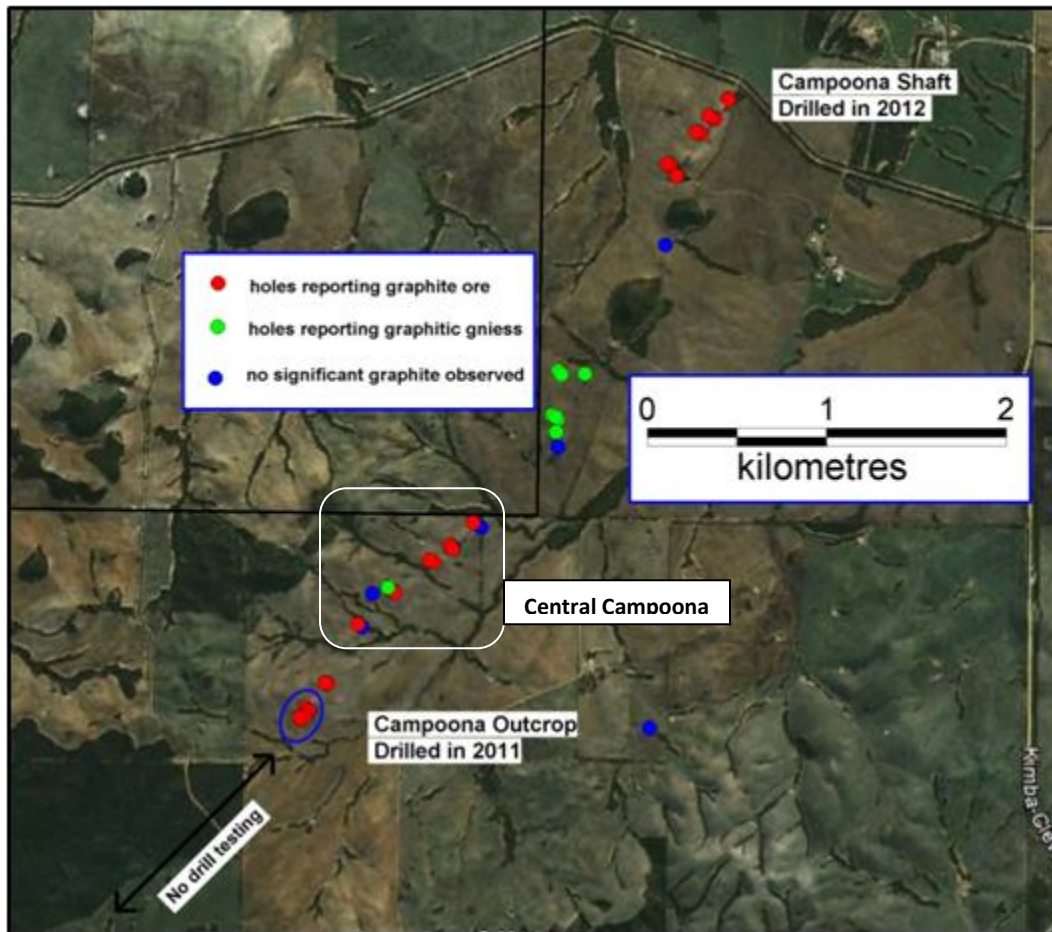 Campoona Shaft
Drilled in 2012
holes reporting graphite ore
holes reporting graphitic gniess
no significant graphite observed
0 1 2
kilometres
Central Campoona
Campoona Outcrop
Drilled in 2011
No drill testing